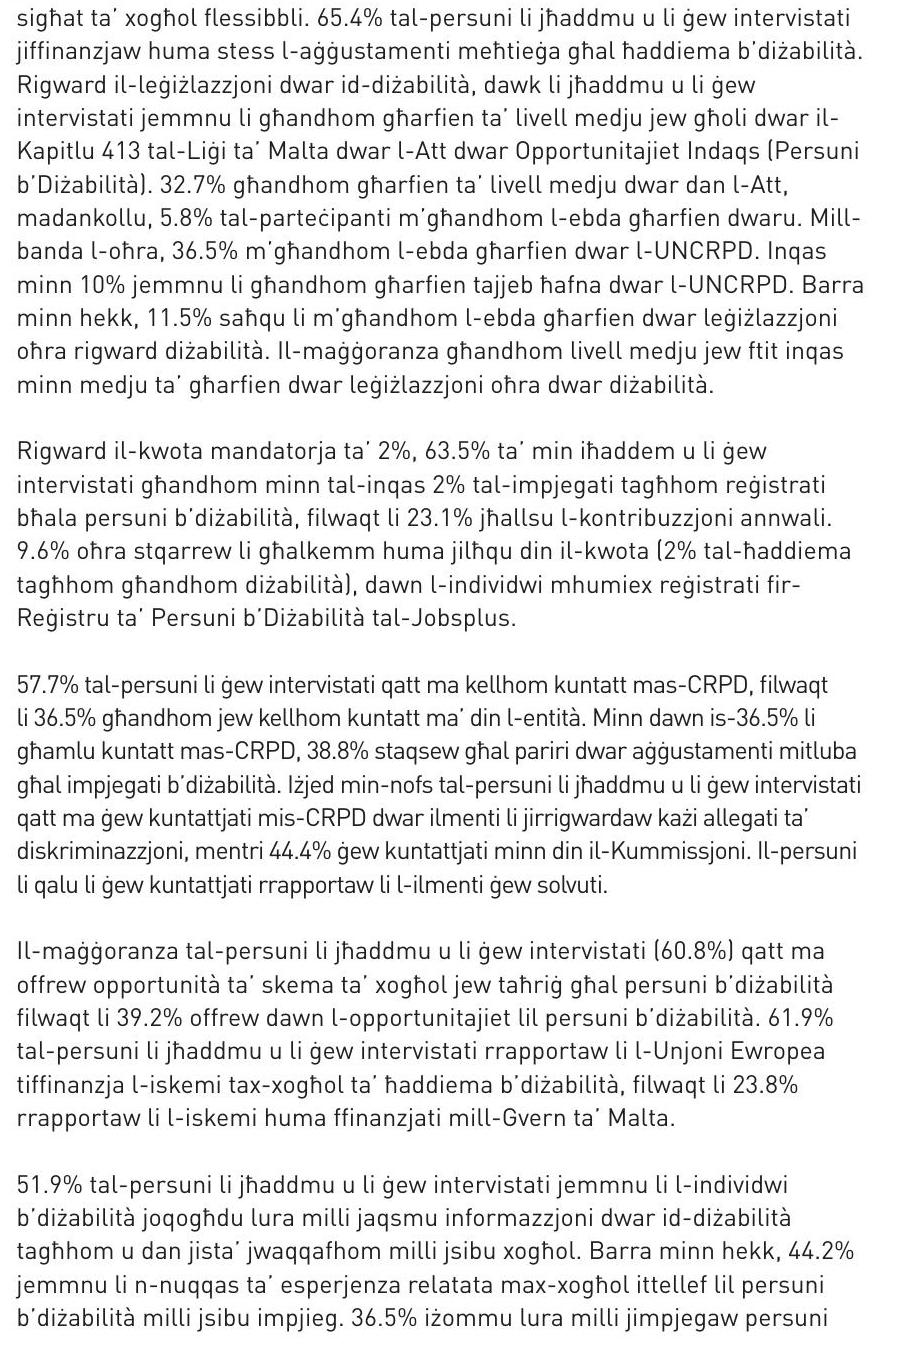 sigħat ta’ xogħol flessibbli. 65.4% tal-persuni li jħaddmu u li ġew intervistati
jiffinanzjaw huma stess l-aġġustamenti meħtieġa għal ħaddiema b’diżabilità.
Rigward il-leġiżlazzjoni dwar id-diżabilità, dawk li jħaddmu u li ġew
intervistati jemmnu li għandhom għarfien ta’ livell medju jew għoli dwar il-
Kapitlu 413 tal-Liġi ta’ Malta dwar l-Att dwar Opportunitajiet Indaqs (Persuni
b’Diżabilità). 32.7% għandhom għarfien ta’ livell medju dwar dan l-Att,
madankollu, 5.8% tal-parteċipanti m’għandhom l-ebda għarfien dwaru. Mill-
banda l-oħra, 36.5% m’għandhom l-ebda għarfien dwar l-UNCRPD. Inqas
minn 10% jemmnu li għandhom għarfien tajjeb ħafna dwar l-UNCRPD. Barra
minn hekk, 11.5% saħqu li m’għandhom l-ebda għarfien dwar leġiżlazzjoni
oħra rigward diżabilità. Il-maġġoranza għandhom livell medju jew ftit inqas
minn medju ta’ għarfien dwar leġiżlazzjoni oħra dwar diżabilità.
Rigward il-kwota mandatorja ta’ 2%, 63.5% ta’ min iħaddem u li ġew
intervistati għandhom minn tal-inqas 2% tal-impjegati tagħhom reġistrati
bħala persuni b’diżabilità, filwaqt li 23.1% jħallsu l-kontribuzzjoni annwali.
9.6% oħra stqarrew li għalkemm huma jilħqu din il-kwota (2% tal-ħaddiema
tagħhom għandhom diżabilità), dawn l-individwi mhumiex reġistrati fir-
Reġistru ta’ Persuni b’Diżabilità tal-Jobsplus.
57.7% tal-persuni li ġew intervistati qatt ma kellhom kuntatt mas-CRPD, filwaqt
li 36.5% għandhom jew kellhom kuntatt ma’ din l-entità. Minn dawn is-36.5% li
għamlu kuntatt mas-CRPD, 38.8% staqsew għal pariri dwar aġġustamenti mitluba
għal impjegati b’diżabilità. Iżjed min-nofs tal-persuni li jħaddmu u li ġew intervistati
qatt ma ġew kuntattjati mis-CRPD dwar ilmenti li jirrigwardaw każi allegati ta’
diskriminazzjoni, mentri 44.4% ġew kuntattjati minn din il-Kummissjoni. Il-persuni
li qalu li ġew kuntattjati rrapportaw li l-ilmenti ġew solvuti.
Il-maġġoranza tal-persuni li jħaddmu u li ġew intervistati (60.8%) qatt ma
offrew opportunità ta’ skema ta’ xogħol jew taħriġ għal persuni b’diżabilità
filwaqt li 39.2% offrew dawn l-opportunitajiet lil persuni b’diżabilità. 61.9%
tal-persuni li jħaddmu u li ġew intervistati rrapportaw li l-Unjoni Ewropea
tiffinanzja l-iskemi tax-xogħol ta’ ħaddiema b’diżabilità, filwaqt li 23.8%
rrapportaw li l-iskemi huma ffinanzjati mill-Gvern ta’ Malta.
51.9% tal-persuni li jħaddmu u li ġew intervistati jemmnu li l-individwi
b’diżabilità joqogħdu lura milli jaqsmu informazzjoni dwar id-diżabilità
tagħhom u dan jista’ jwaqqafhom milli jsibu xogħol. Barra minn hekk, 44.2%
jemmnu li n-nuqqas ta’ esperjenza relatata max-xogħol ittellef lil persuni
b’diżabilità milli jsibu impjieg. 36.5% iżommu lura milli jimpjegaw persuni